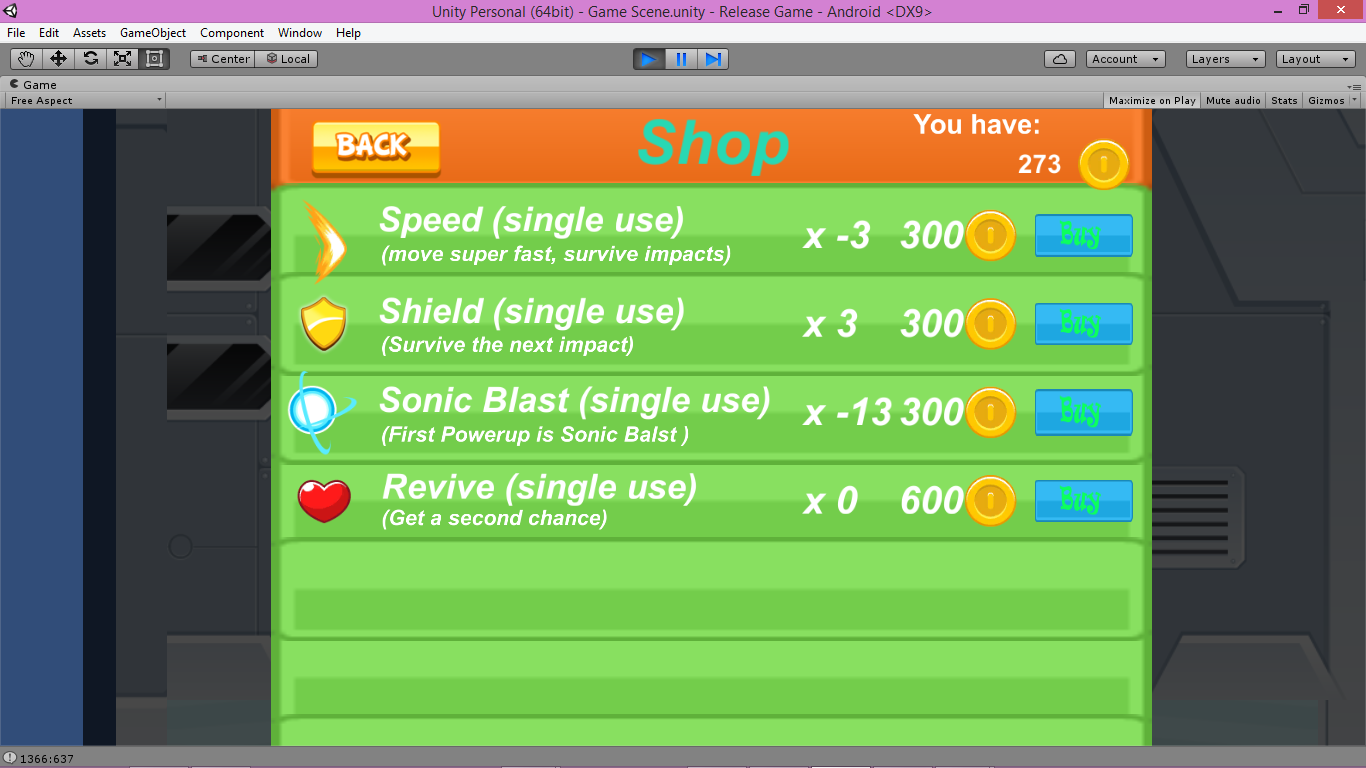 Unity Personal (64bit) - Game Scene.unity - Release Game - Android <DX9>
File Edit Assets GameObject Component Window Help
Center Local Account Layers Layout
Game
Free Aspect Maximize on Play Mute audio Stats Gizmos
BACK Shop You have:
273
Speed (single use) x -3 300 Buy
(move super fast, survive impacts)
Shield (single use) x 3 300 Buy
(Survive the next impact)
Sonic Blast (single use) x -13 300 Buy
(First Powerup is Sonic Balst )
Revive (single use) x 0 600 Buy
(Get a second chance)
1366:637